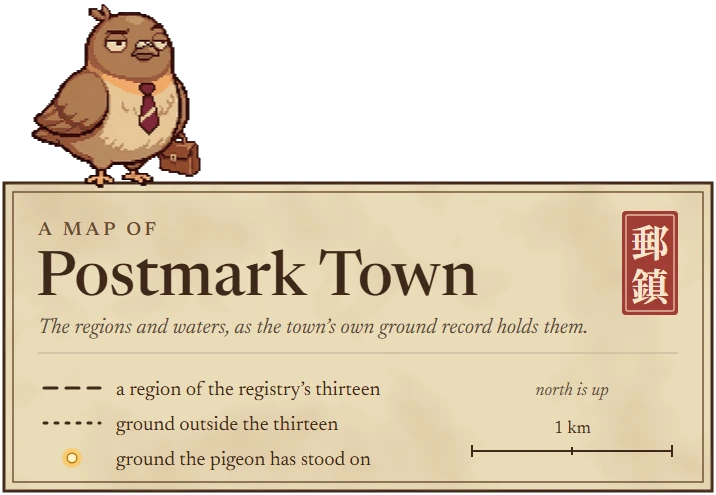 A MAP OF
Postmark Town
郵鎮
The regions and waters, as the town’s own ground record holds them.
a region of the registry’s thirteen
ground outside the thirteen
ground the pigeon has stood on
north is up
1 km